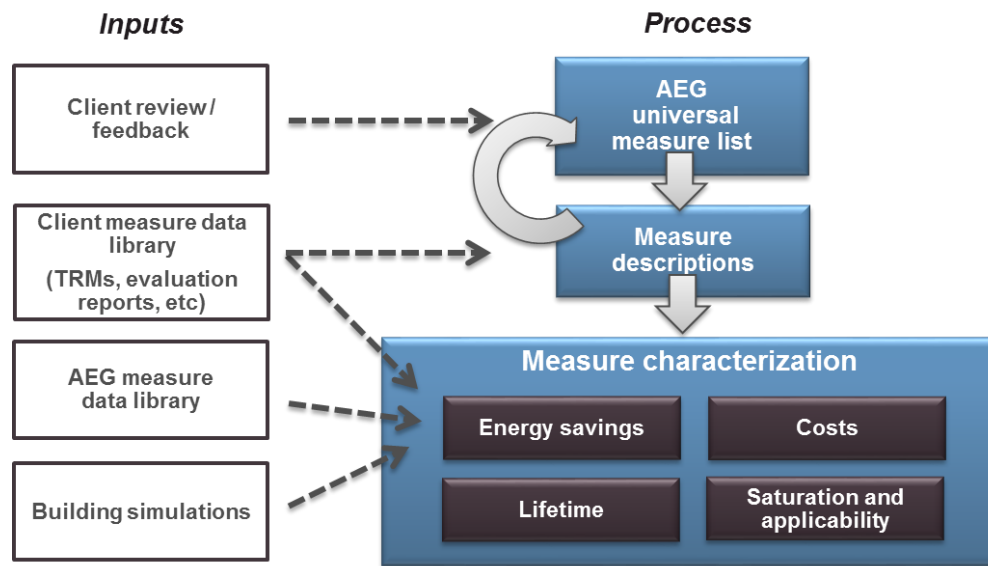 Inputs
Process
Client review /
feedback
AEG
universal
measure list
Client measure data
library
(TRMs, evaluation
reports, etc)
Measure
descriptions
AEG measure
data library
Building simulations
Measure characterization
Energy savings
Costs
Lifetime
Saturation and
applicability